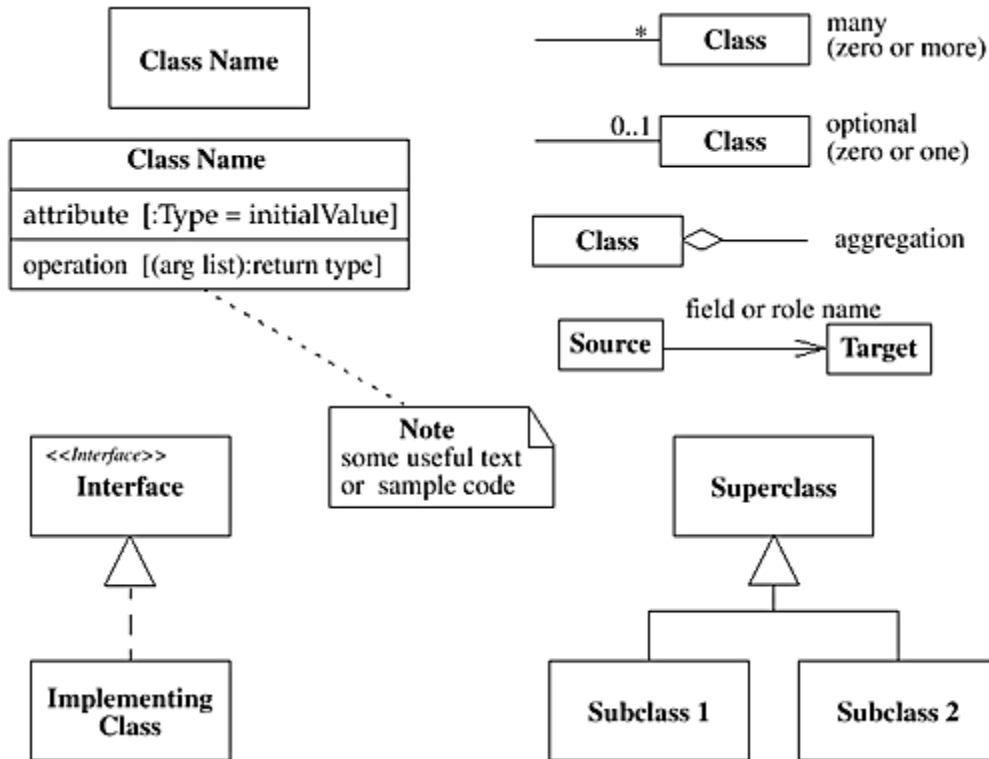 Class Name
Class Name
attribute [:Type = initialValue]
operation [(arg list):return type]
Note
some useful text
or sample code
<<Interface>>
Interface
Implementing
Class
*
Class
many
(zero or more)
0..1
Class
optional
(zero or one)
Class
aggregation
field or role name
Source
Target
Superclass
Subclass 1
Subclass 2